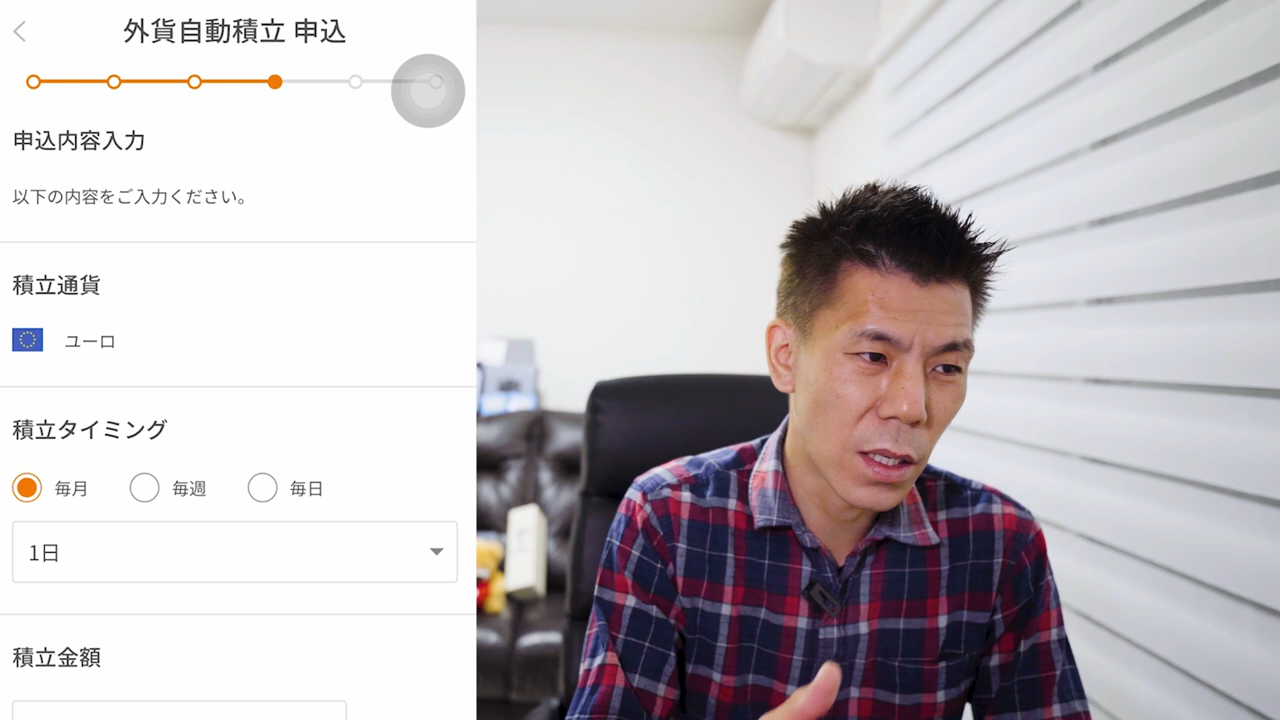 外貨自動積立 申込
申込内容入力
以下の内容をご入力ください。
積立通貨
ユーロ
積立タイミング
毎月 毎週 毎日
1日
積立金額